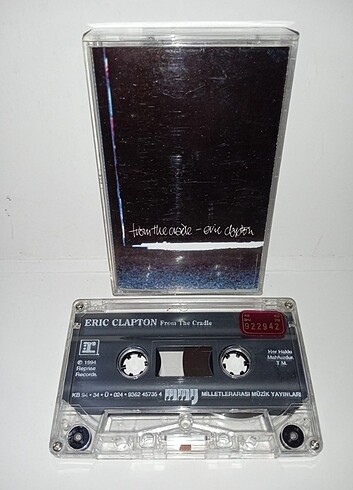 from the cradle - eric clapton
ERIC CLAPTON From The Cradle
922942
© 1994
Reprise
Records
Her Hakkı
Mahfuzdur
T.M.
KB 94 • 34 • Ü • 024 • 9362 45735 4 MMY MİLLETLERARASI MÜZİK YAYINLARI